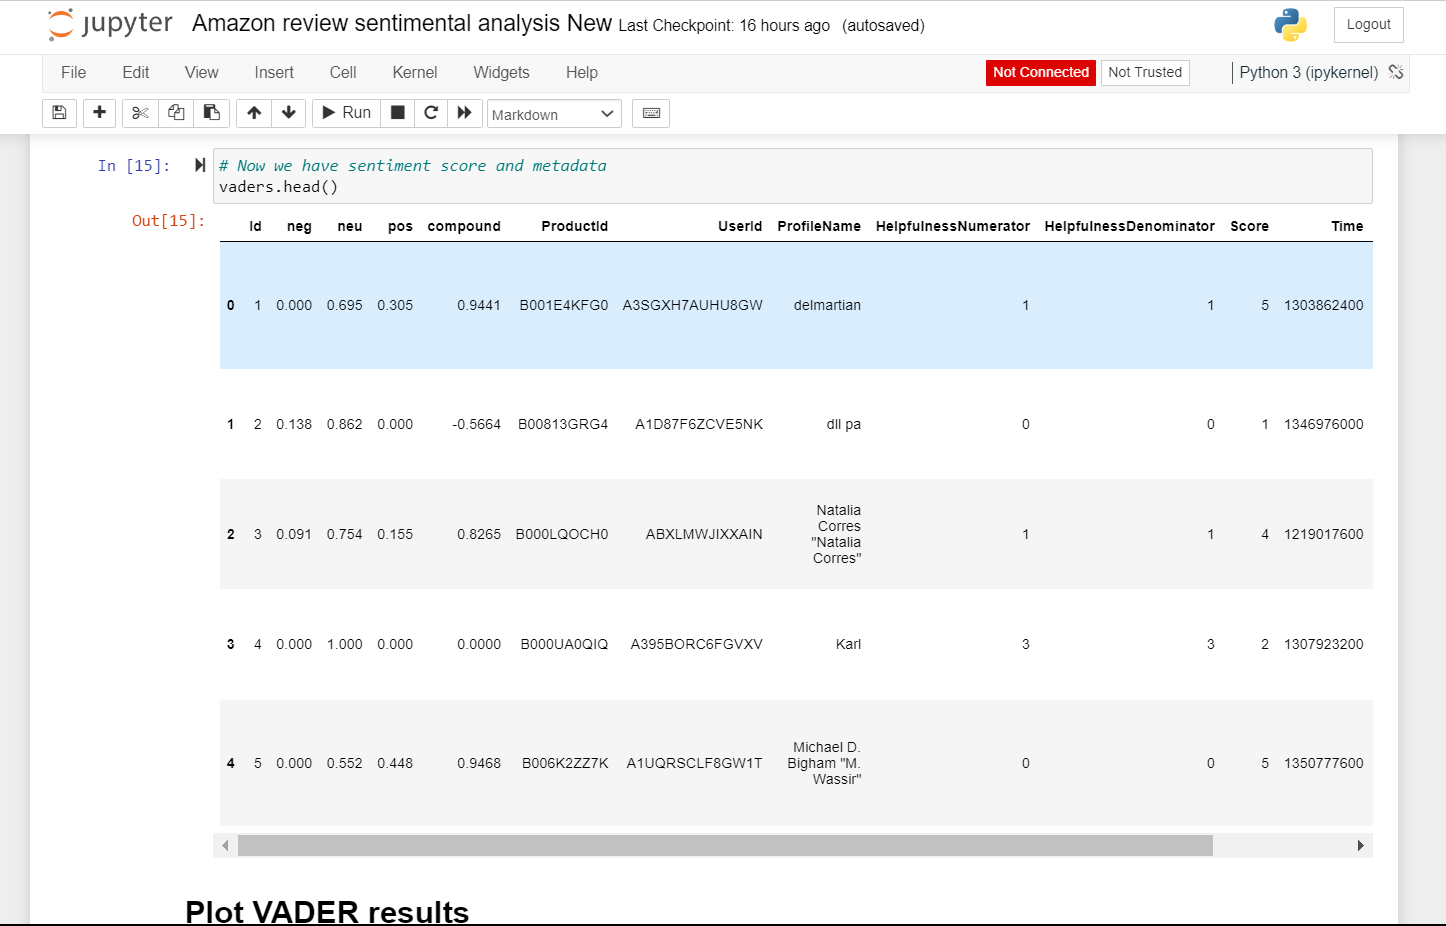 jupyter Amazon review sentimental analysis New Last Checkpoint: 16 hours ago (autosaved) Logout
File Edit View Insert Cell Kernel Widgets Help Not Connected Not Trusted Python 3 (ipykernel)
Run Markdown
In [15]: # Now we have sentiment score and metadata
vaders.head()
Out[15]:
Id neg neu pos compound ProductId UserId ProfileName HelpfulnessNumerator HelpfulnessDenominator Score Time
0 1 0.000 0.695 0.305 0.9441 B001E4KFG0 A3SGXH7AUHU8GW delmartian 1 1 5 1303862400
1 2 0.138 0.862 0.000 -0.5664 B00813GRG4 A1D87F6ZCVE5NK dll pa 0 0 1 1346976000
Natalia
Corres
2 3 0.091 0.754 0.155 0.8265 B000LQOCH0 ABXLMWJIXXAIN "Natalia 1 1 4 1219017600
Corres"
3 4 0.000 1.000 0.000 0.0000 B000UA0QIQ A395BORC6FGVXV Karl 3 3 2 1307923200
Michael D.
4 5 0.000 0.552 0.448 0.9468 B006K2ZZ7K A1UQRSCLF8GW1T Bigham "M. 0 0 5 1350777600
Wassir"
Plot VADER results